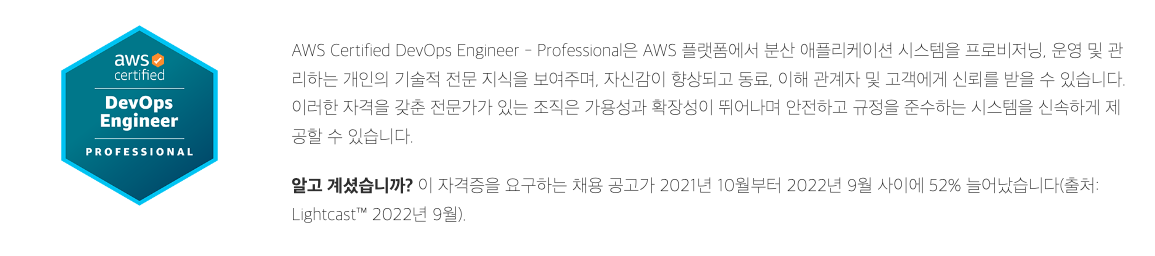 aws
certified
DevOps
Engineer
PROFESSIONAL
AWS Certified DevOps Engineer – Professional은 AWS 플랫폼에서 분산 애플리케이션 시스템을 프로비저닝, 운영 및 관
리하는 개인의 기술적 전문 지식을 보여주며, 자신감이 향상되고 동료, 이해 관계자 및 고객에게 신뢰를 받을 수 있습니다.
이러한 자격을 갖춘 전문가가 있는 조직은 가용성과 확장성이 뛰어나며 안전하고 규정을 준수하는 시스템을 신속하게 제
공할 수 있습니다.
알고 계셨습니까? 이 자격증을 요구하는 채용 공고가 2021년 10월부터 2022년 9월 사이에 52% 늘어났습니다(출처:
Lightcast™ 2022년 9월).